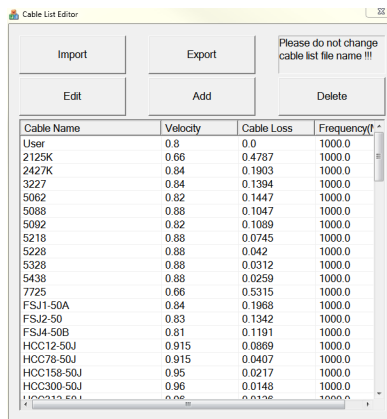 Cable List Editor
Import
Export
Please do not change
cable list file name !!!
Edit
Add
Delete
Cable Name Velocity Cable Loss
User 0.8 0.0 1000.0
2125K 0.66 0.4787 1000.0
2427K 0.84 0.1903 1000.0
3227 0.84 0.1394 1000.0
5062 0.82 0.1447 1000.0
5088 0.88 0.1047 1000.0
5092 0.82 0.1089 1000.0
5218 0.88 0.0745 1000.0
5228 0.88 0.042 1000.0
5328 0.88 0.0312 1000.0
5438 0.88 0.0259 1000.0
7725 0.66 0.5315 1000.0
FSJ1-50A 0.84 0.1968 1000.0
FSJ2-50 0.83 0.1342 1000.0
FSJ4-50B 0.81 0.1191 1000.0
HCC12-50J 0.915 0.0869 1000.0
HCC78-50J 0.915 0.0407 1000.0
HCC158-50J 0.95 0.0217 1000.0
HCC300-50J 0.96 0.0148 1000.0